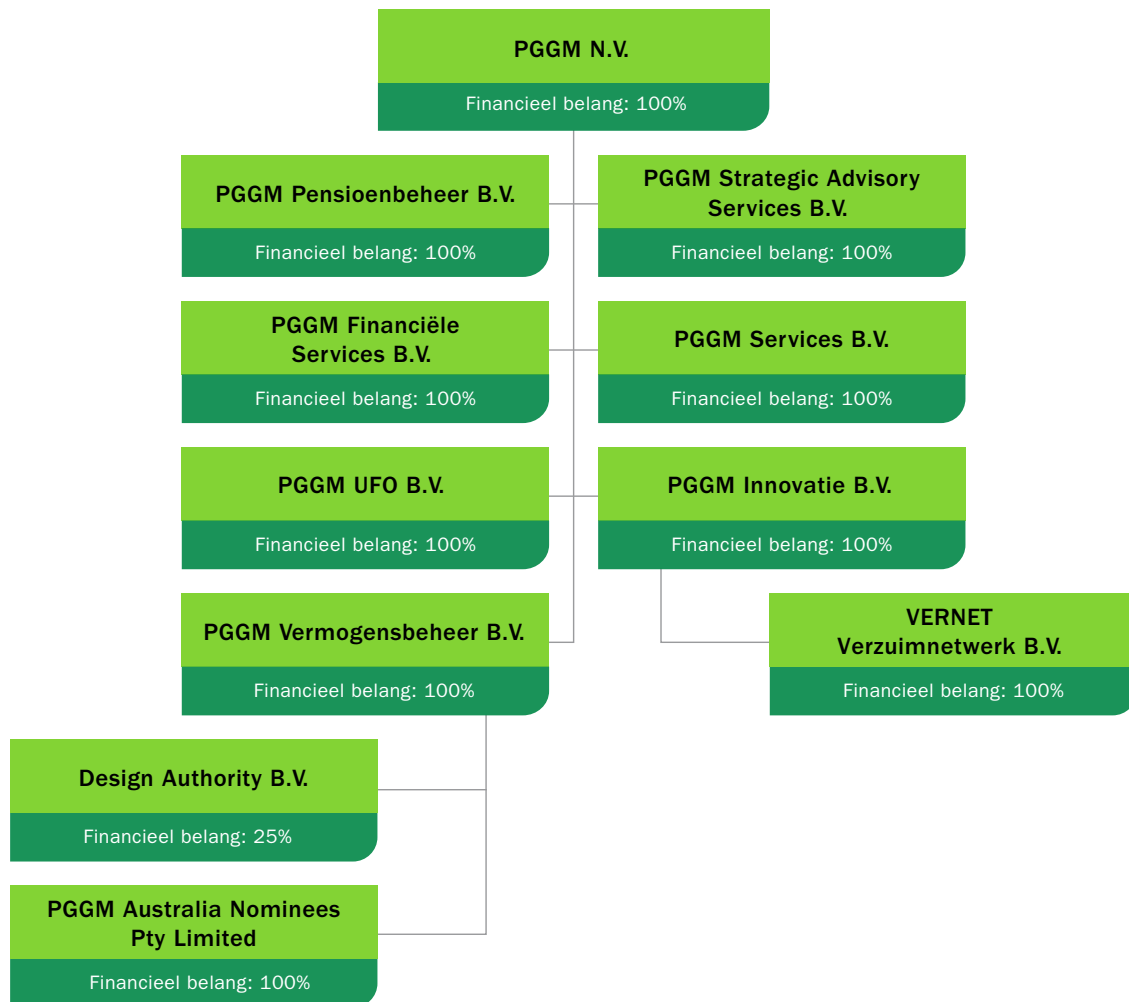 PGGM N.V.
Financieel belang: 100%
PGGM Pensioenbeheer B.V.
Financieel belang: 100%
PGGM Strategic Advisory
Services B.V.
Financieel belang: 100%
PGGM Financiële
Services B.V.
Financieel belang: 100%
PGGM Services B.V.
Financieel belang: 100%
PGGM UFO B.V.
Financieel belang: 100%
PGGM Innovatie B.V.
Financieel belang: 100%
PGGM Vermogensbeheer B.V.
Financieel belang: 100%
VERNET
Verzuimnetwerk B.V.
Financieel belang: 100%
Design Authority B.V.
Financieel belang: 25%
PGGM Australia Nominees
Pty Limited
Financieel belang: 100%